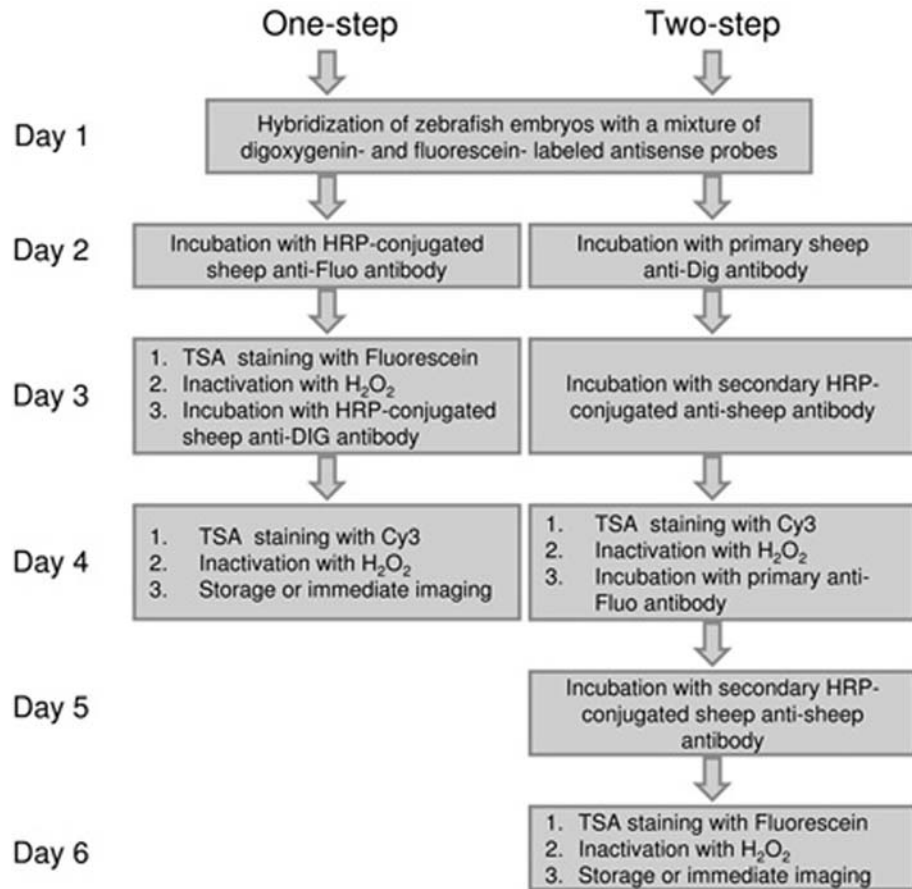 One-step
Two-step
Day 1
Hybridization of zebrafish embryos with a mixture of
digoxygenin- and fluorescein- labeled antisense probes
Day 2
Incubation with HRP-conjugated
sheep anti-Fluo antibody
Incubation with primary sheep
anti-Dig antibody
Day 3
1. TSA staining with Fluorescein
2. Inactivation with H₂O₂
3. Incubation with HRP-conjugated
sheep anti-DIG antibody
Incubation with secondary HRP-
conjugated anti-sheep antibody
Day 4
1. TSA staining with Cy3
2. Inactivation with H₂O₂
3. Storage or immediate imaging
1. TSA staining with Cy3
2. Inactivation with H₂O₂
3. Incubation with primary anti-
Fluo antibody
Day 5
Incubation with secondary HRP-
conjugated sheep anti-sheep
antibody
Day 6
1. TSA staining with Fluorescein
2. Inactivation with H₂O₂
3. Storage or immediate imaging